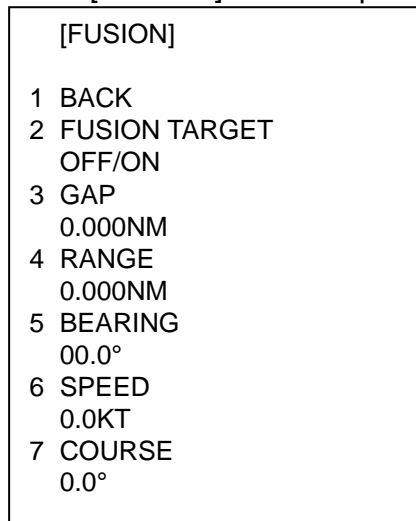 [FUSION]
1 BACK
2 FUSION TARGET
OFF/ON
3 GAP
0.000NM
4 RANGE
0.000NM
5 BEARING
00.0°
6 SPEED
0.0KT
7 COURSE
0.0°